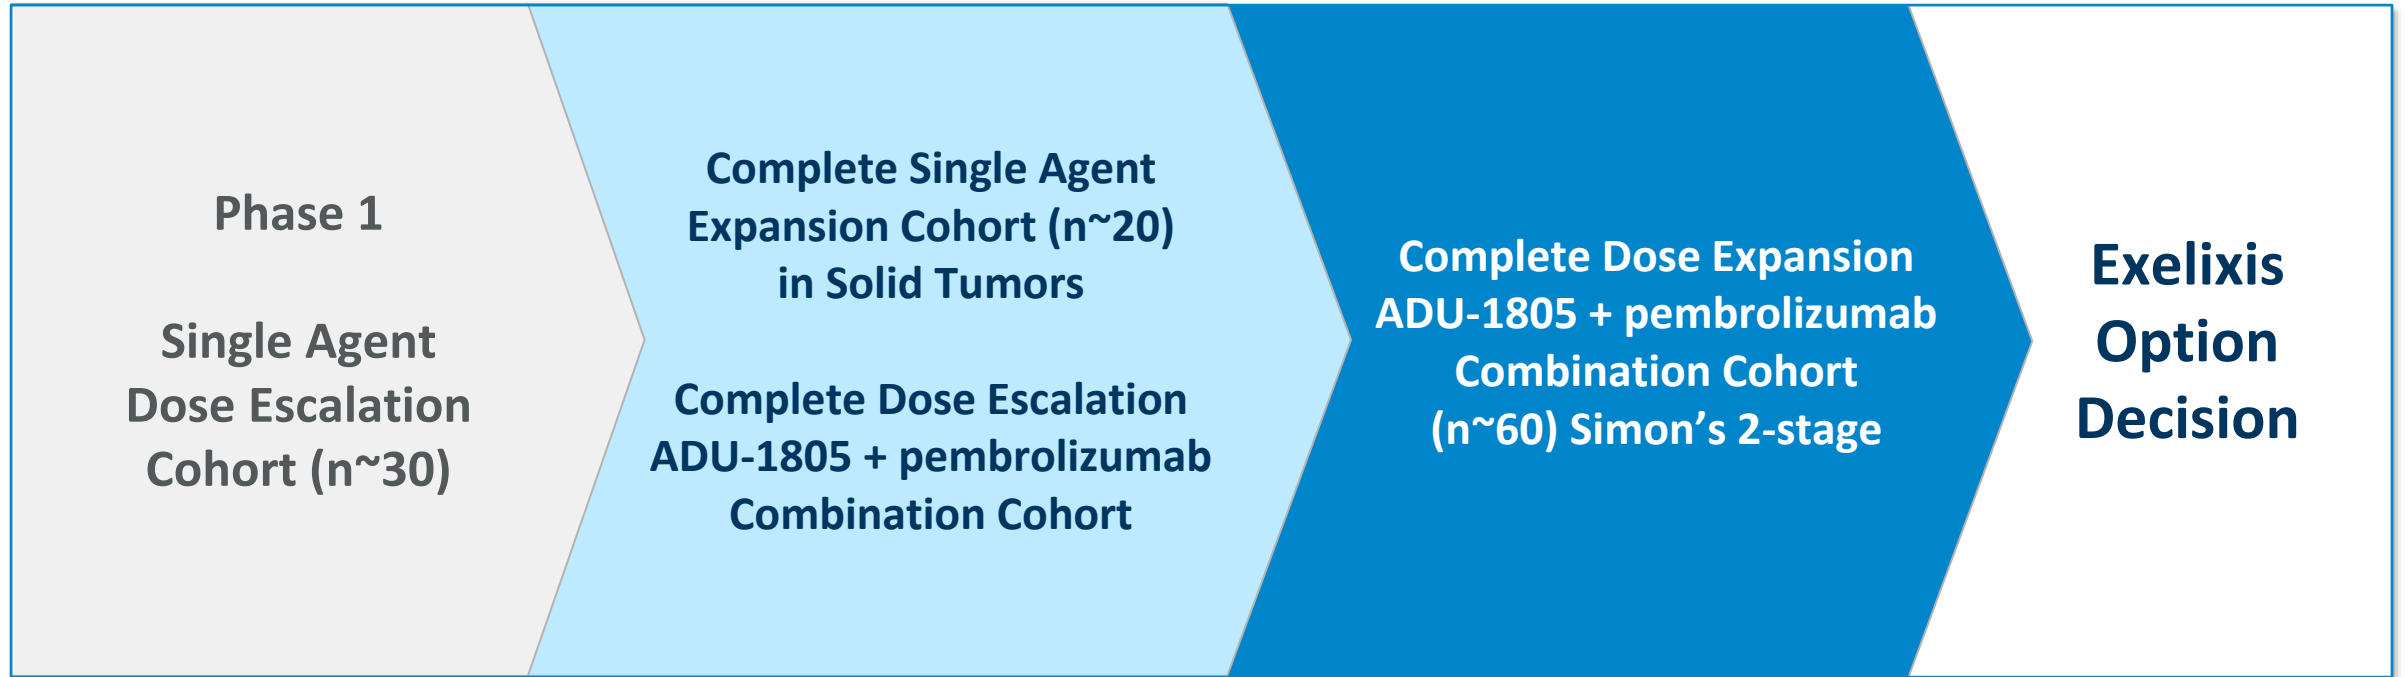 Phase 1
Single Agent
Dose Escalation
Cohort (n~30)
Complete Single Agent
Expansion Cohort (n~20)
in Solid Tumors
Complete Dose Escalation
ADU-1805 + pembrolizumab
Combination Cohort
Complete Dose Expansion
ADU-1805 + pembrolizumab
Combination Cohort
(n~60) Simon’s 2-stage
Exelixis
Option
Decision